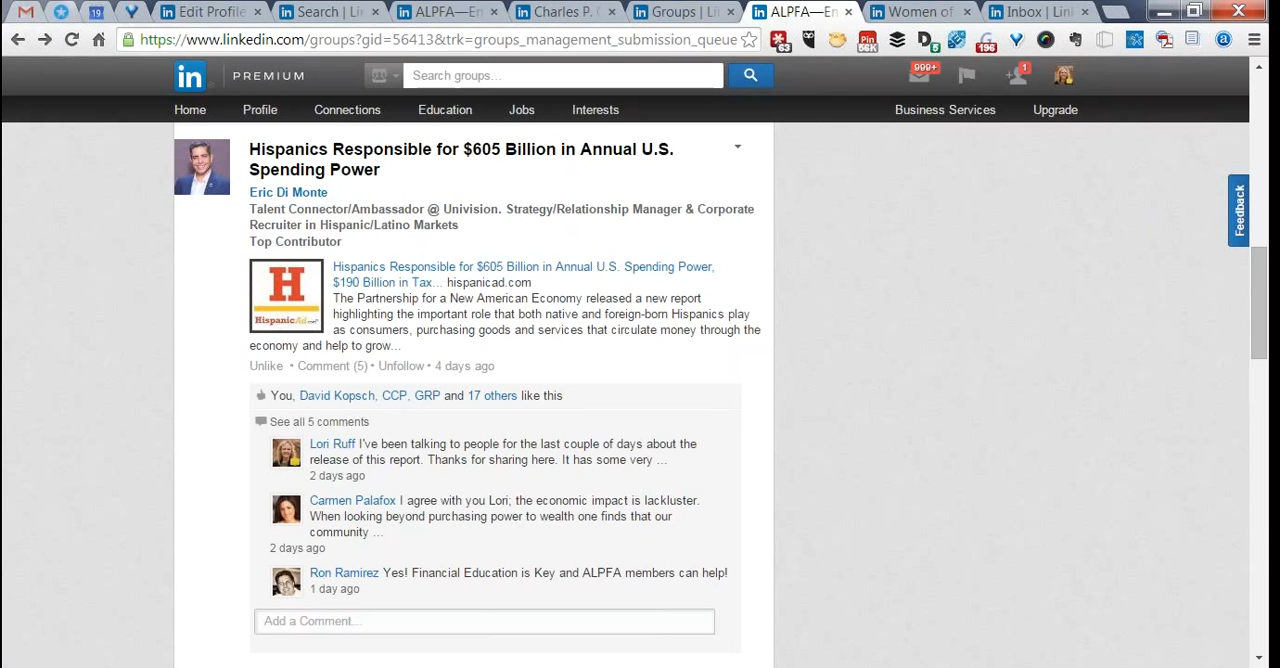 Edit Profile
Search | Li
ALPFA—En
Charles P. C
Groups | L
ALPFA—En
Women of
Inbox | Link
19
https://www.linkedin.com/groups?gid=56413&trk=groups_management_submission_queue
63
Pin
56K
5
196
in PREMIUM
Search groups...
999+
1
Home Profile Connections Education Jobs Interests Business Services Upgrade
Feedback
Hispanics Responsible for $605 Billion in Annual U.S.
Spending Power
Eric Di Monte
Talent Connector/Ambassador @ Univision. Strategy/Relationship Manager & Corporate
Recruiter in Hispanic/Latino Markets
Top Contributor
H
HispanicAd
Hispanics Responsible for $605 Billion in Annual U.S. Spending Power,
$190 Billion in Tax... hispanicad.com
The Partnership for a New American Economy released a new report
highlighting the important role that both native and foreign-born Hispanics play
as consumers, purchasing goods and services that circulate money through the
economy and help to grow...
Unlike • Comment (5) • Unfollow • 4 days ago
You, David Kopsch, CCP, GRP and 17 others like this
See all 5 comments
Lori Ruff I've been talking to people for the last couple of days about the
release of this report. Thanks for sharing here. It has some very ...
2 days ago
Carmen Palafox I agree with you Lori; the economic impact is lackluster.
When looking beyond purchasing power to wealth one finds that our
community ...
2 days ago
Ron Ramirez Yes! Financial Education is Key and ALPFA members can help!
1 day ago
Add a Comment...